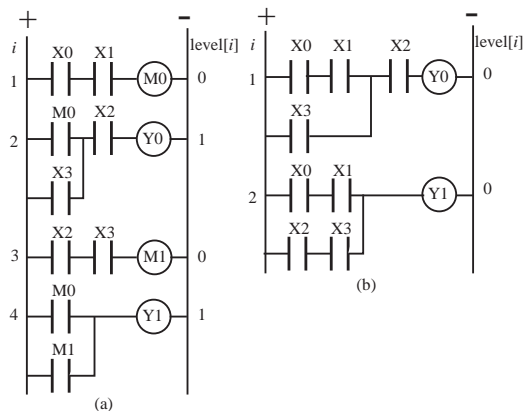 + −
i level[i]
X0 X1
1 M0 0
M0 X2
2 Y0 1
X3
X2 X3
3 M1 0
M0
4 Y1 1
M1
(a)
+ −
i level[i]
X0 X1 X2
1 Y0 0
X3
X0 X1
2 Y1 0
X2 X3
(b)